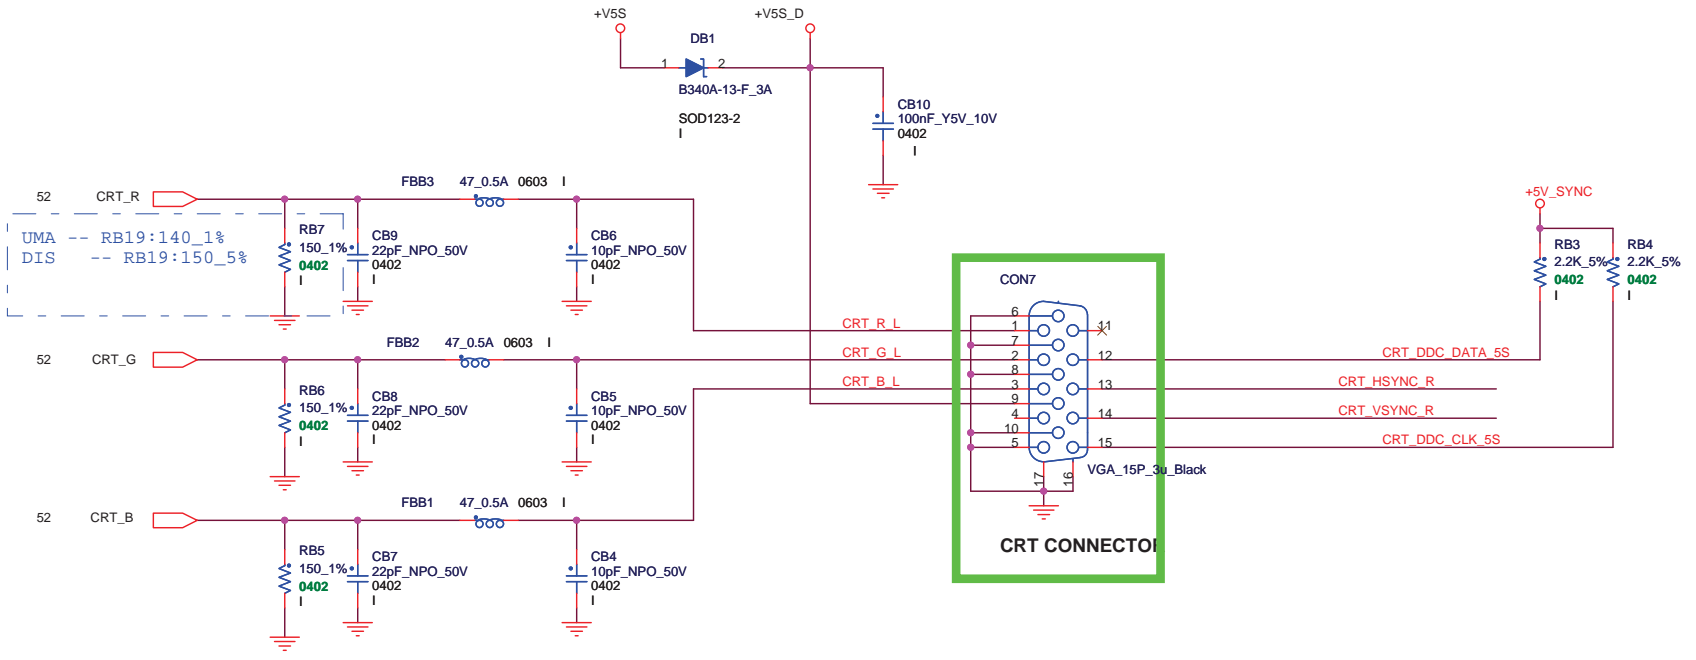 +V5S
+V5S_D
DB1
1
2
B340A-13-F_3A
SOD123-2
I
CB10
100nF_Y5V_10V
0402
I
52
CRT_R
FBB3
47_0.5A
0603
I
UMA -- RB19:140_1%
DIS -- RB19:150_5%
RB7
150_1%
0402
I
CB9
22pF_NPO_50V
0402
I
CB6
10pF_NPO_50V
0402
I
52
CRT_G
FBB2
47_0.5A
0603
I
RB6
150_1%
0402
I
CB8
22pF_NPO_50V
0402
I
CB5
10pF_NPO_50V
0402
I
52
CRT_B
FBB1
47_0.5A
0603
I
RB5
150_1%
0402
I
CB7
22pF_NPO_50V
0402
I
CB4
10pF_NPO_50V
0402
I
CRT_R_L
CRT_G_L
CRT_B_L
CON7
6
1
7
2
8
3
9
4
10
5
11
12
13
14
15
17
16
VGA_15P_3u_Black
CRT CONNECTOR
+5V_SYNC
RB3
2.2K_5%
0402
I
RB4
2.2K_5%
0402
I
CRT_DDC_DATA_5S
CRT_HSYNC_R
CRT_VSYNC_R
CRT_DDC_CLK_5S